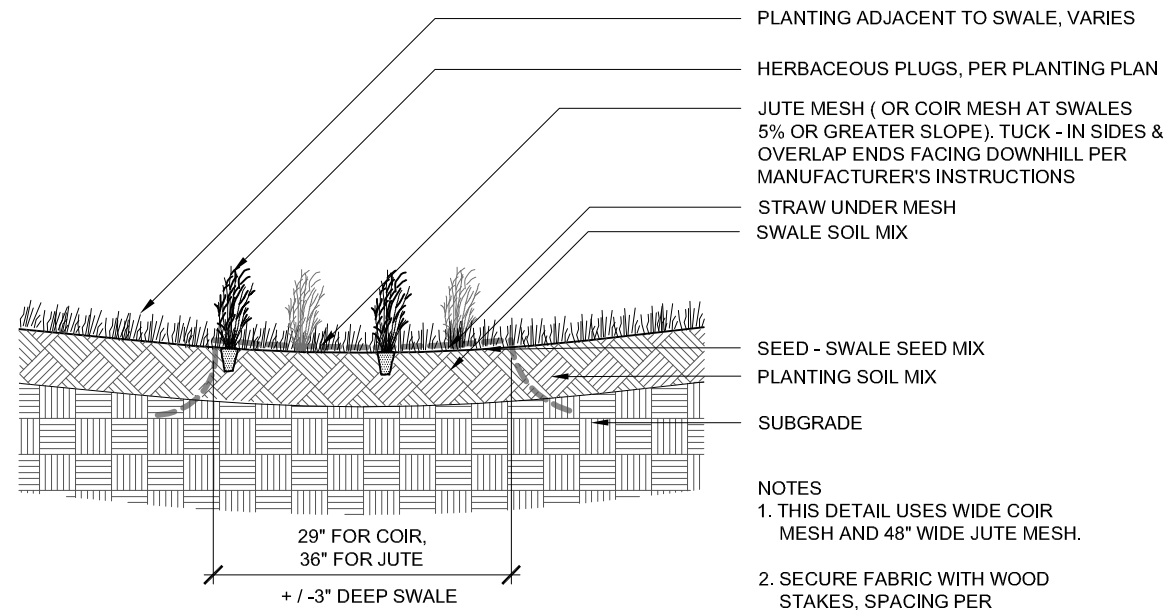 PLANTING ADJACENT TO SWALE, VARIES
HERBACEOUS PLUGS, PER PLANTING PLAN
JUTE MESH ( OR COIR MESH AT SWALES
5% OR GREATER SLOPE). TUCK - IN SIDES &
OVERLAP ENDS FACING DOWNHILL PER
MANUFACTURER'S INSTRUCTIONS
STRAW UNDER MESH
SWALE SOIL MIX
SEED - SWALE SEED MIX
PLANTING SOIL MIX
SUBGRADE
29" FOR COIR,
36" FOR JUTE
+ / -3" DEEP SWALE
NOTES
1. THIS DETAIL USES WIDE COIR
MESH AND 48" WIDE JUTE MESH.
2. SECURE FABRIC WITH WOOD
STAKES, SPACING PER